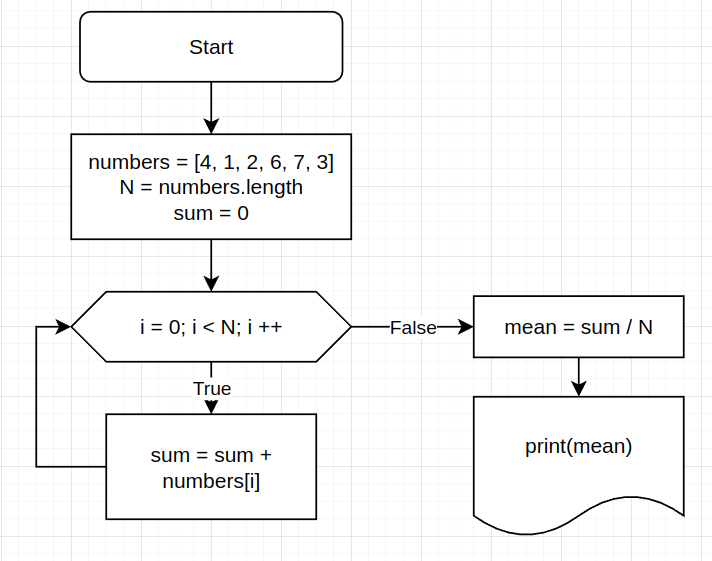 Start
numbers = [4, 1, 2, 6, 7, 3]
N = numbers.length
sum = 0
i = 0; i < N; i ++
False
mean = sum / N
True
sum = sum +
numbers[i]
print(mean)